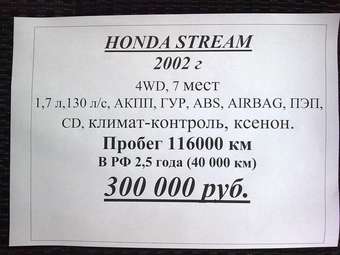 HONDA STREAM
2002 г
4WD, 7 мест
1,7 л,130 л/с, АКПП, ГУР, ABS, AIRBAG, ПЭП,
CD, климат-контроль, ксенон.
Пробег 116000 км
В РФ 2,5 года (40 000 км)
300 000 руб.